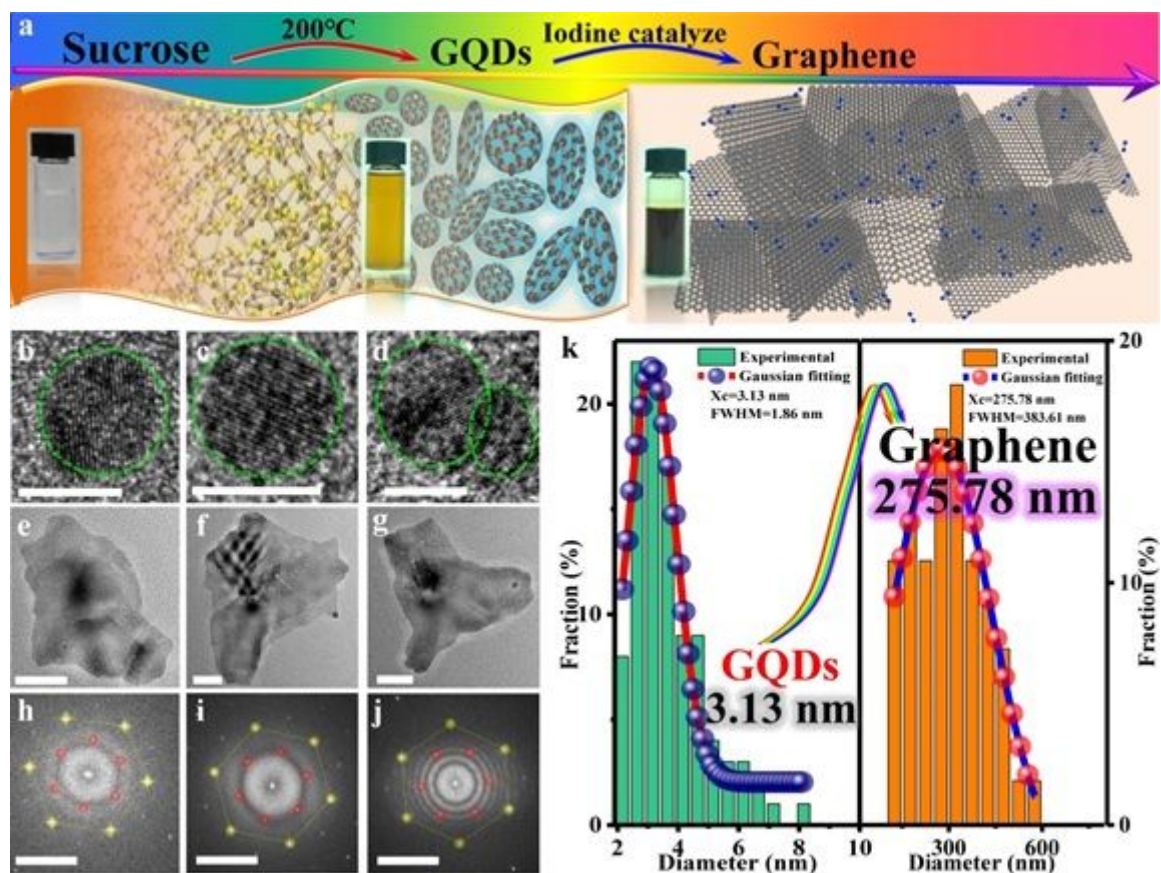 a
200°C
Iodine catalyze
Sucrose
GQDs
Graphene
b
c
d
e
f
g
h
i
j
k
Experimental
Gaussian fitting
Xc=3.13 nm
FWHM=1.86 nm
Experimental
Gaussian fitting
Xc=275.78 nm
FWHM=383.61 nm
Graphene
275.78 nm
GQDs
3.13 nm
Fraction (%)
20
10
0
2
4
6
8
10
300
600
Diameter (nm)
Diameter (nm)
20
10
0
Fraction (%)